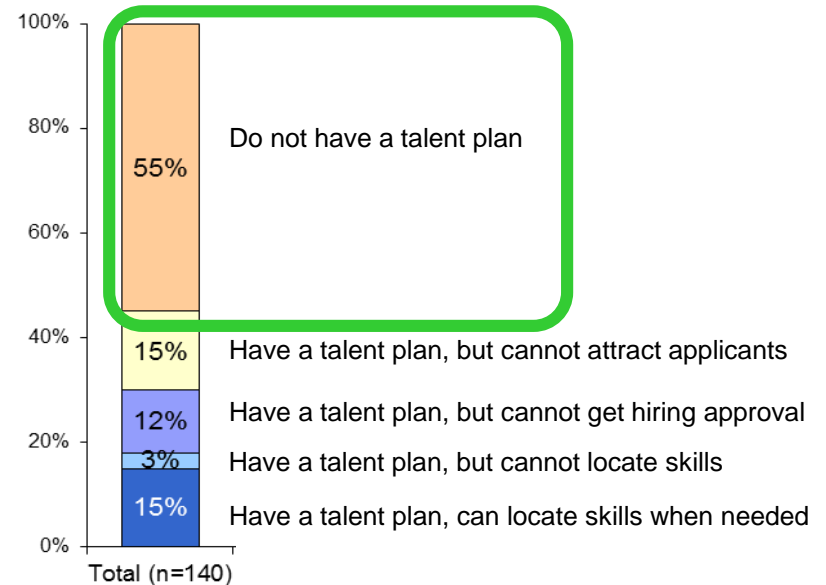 100%
80%
Do not have a talent plan
55%
60%
40%
15% Have a talent plan, but cannot attract applicants
12% Have a talent plan, but cannot get hiring approval
20%
3% Have a talent plan, but cannot locate skills
15% Have a talent plan, can locate skills when needed
0%
Total (n=140)